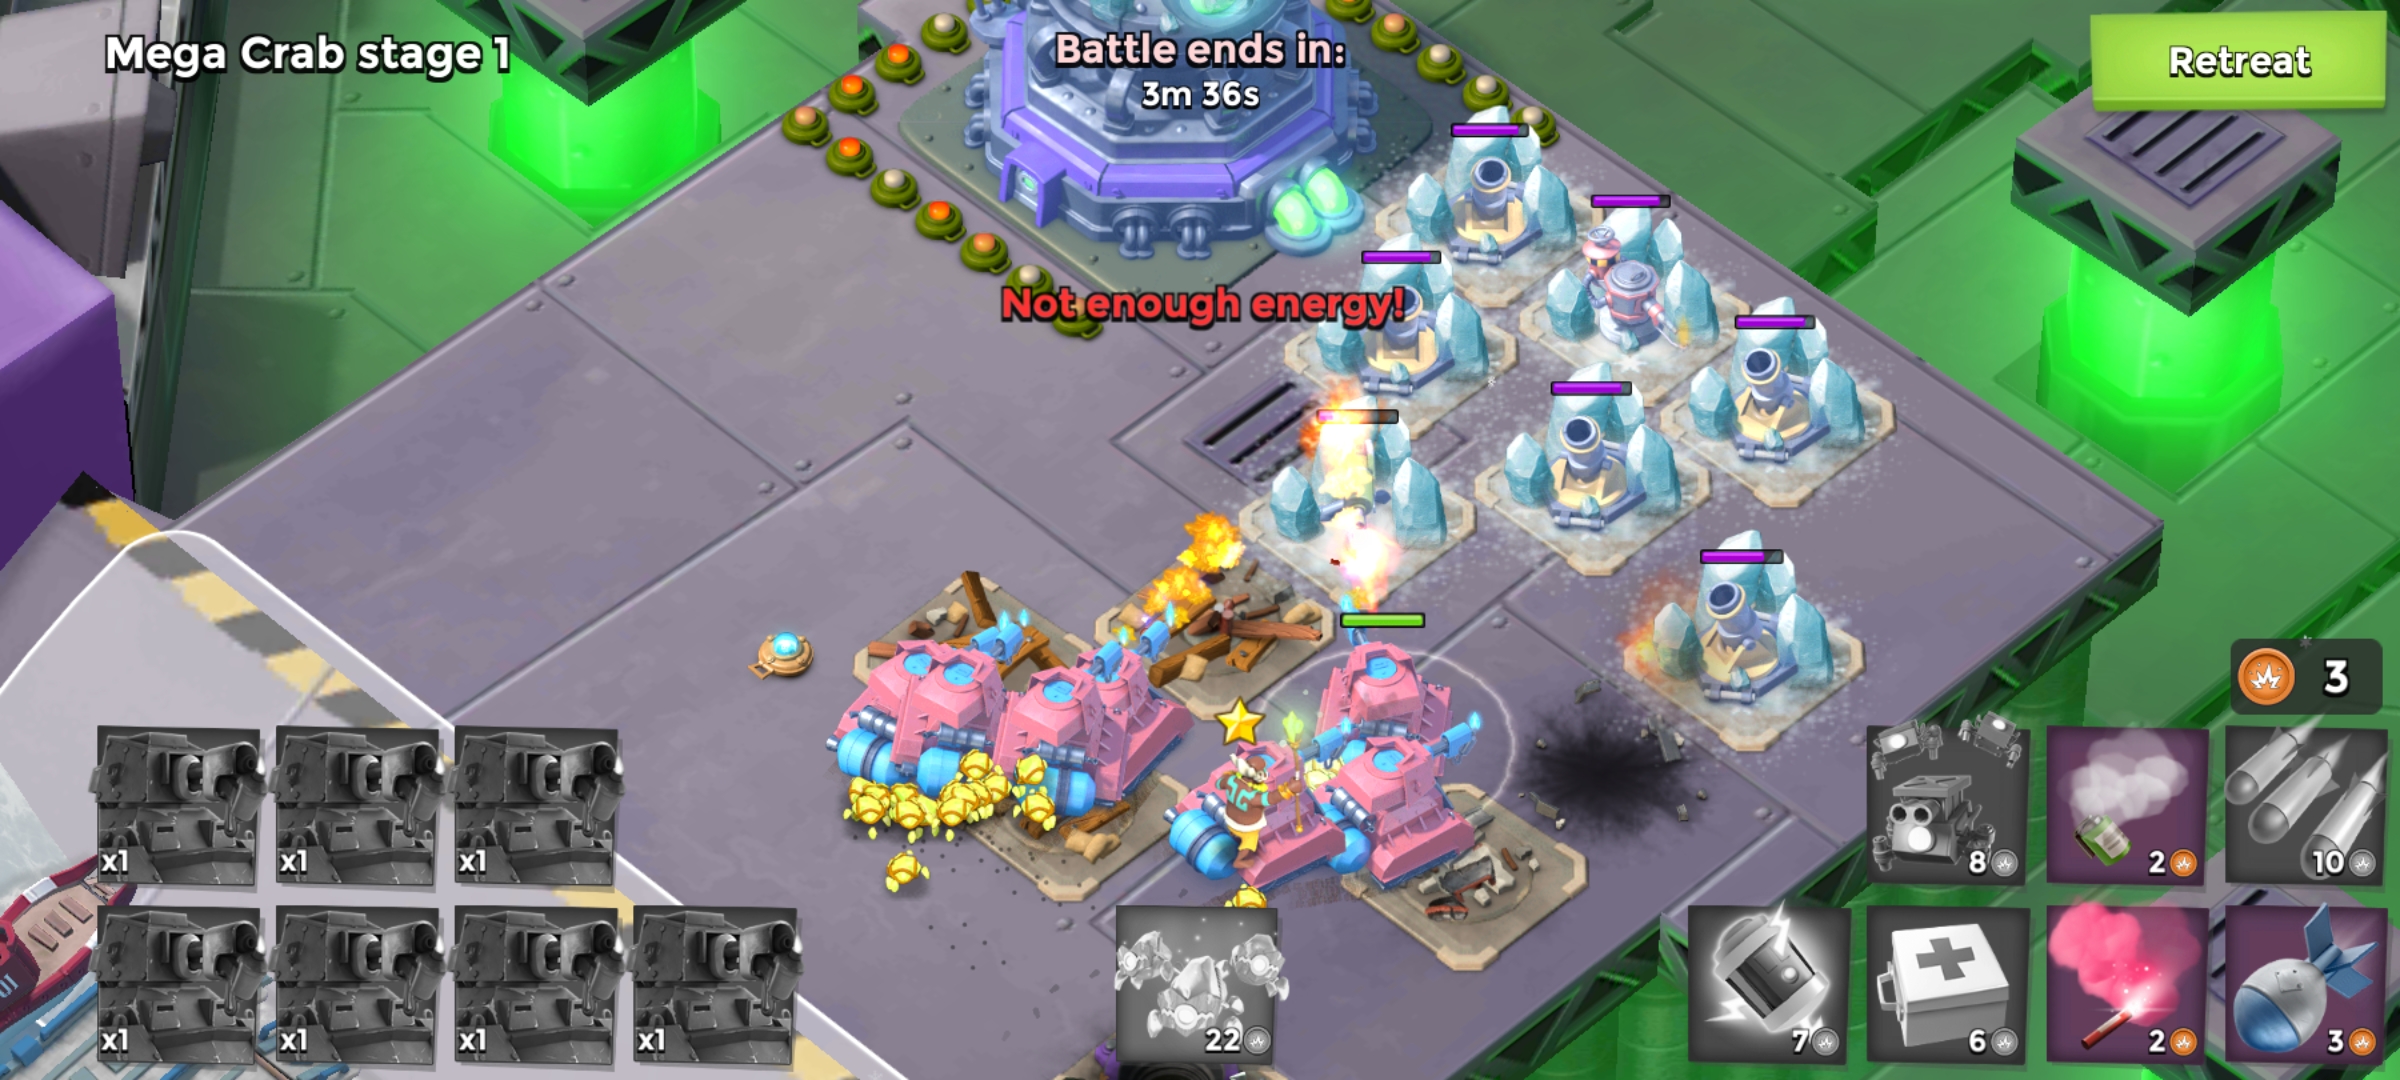 Mega Crab stage 1
Battle ends in:
3m 36s
Retreat
Not enough energy!
3
x1
x1
x1
8
2
10
x1
x1
x1
x1
22
7
6
2
3